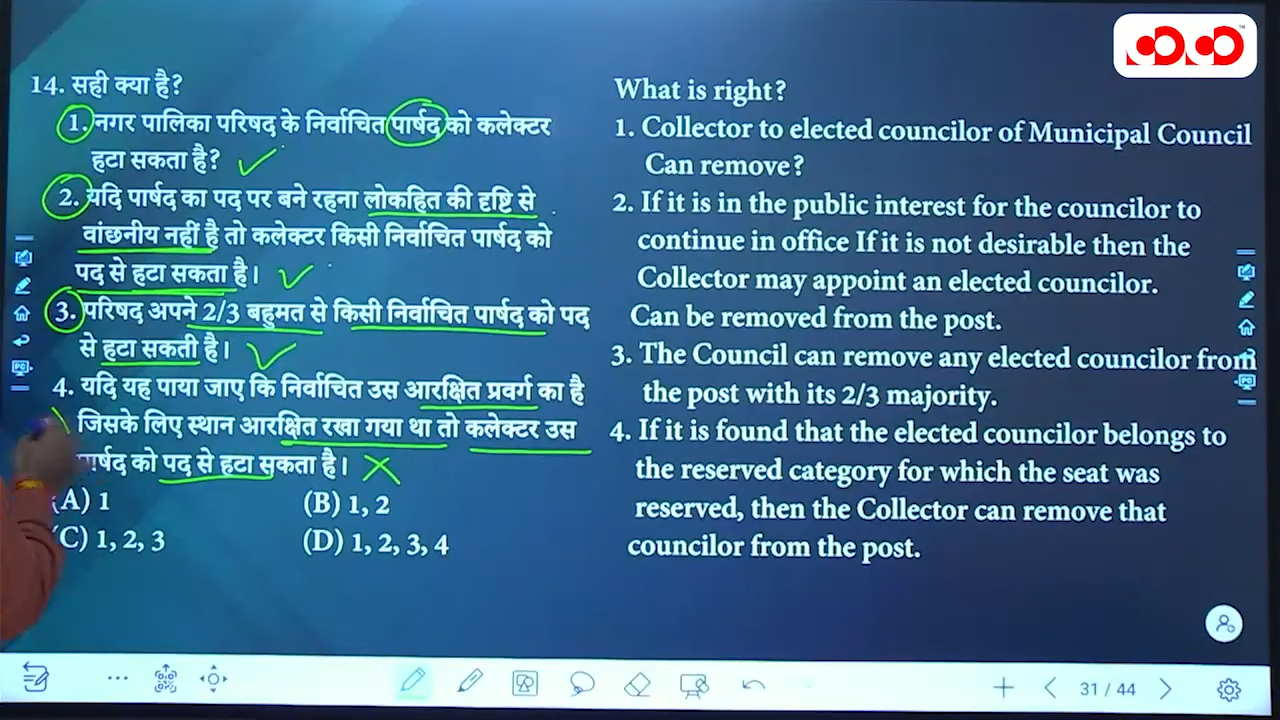 14. सही क्या है?
1. नगर पालिका परिषद के निर्वाचित पार्षद को कलेक्टर
हटा सकता है?
2. यदि पार्षद का पद पर बने रहना लोकहित की दृष्टि से
वांछनीय नहीं है तो कलेक्टर किसी निर्वाचित पार्षद को
पद से हटा सकता है।
3. परिषद अपने 2/3 बहुमत से किसी निर्वाचित पार्षद को पद
से हटा सकती है।
4. यदि यह पाया जाए कि निर्वाचित उस आरक्षित प्रवर्ग का है
जिसके लिए स्थान आरक्षित रखा गया था तो कलेक्टर उस
पार्षद को पद से हटा सकता है।
(A) 1
(B) 1, 2
(C) 1, 2, 3
(D) 1, 2, 3, 4
What is right?
1. Collector to elected councilor of Municipal Council
Can remove?
2. If it is in the public interest for the councilor to
continue in office If it is not desirable then the
Collector may appoint an elected councilor.
Can be removed from the post.
3. The Council can remove any elected councilor from
the post with its 2/3 majority.
4. If it is found that the elected councilor belongs to
the reserved category for which the seat was
reserved, then the Collector can remove that
councilor from the post.
31 / 44